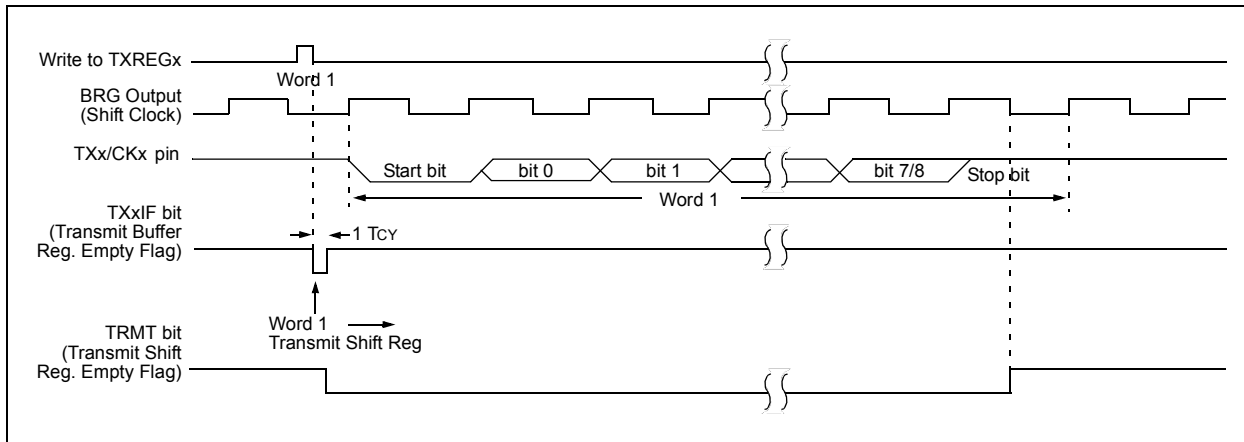 Write to TXREGx
Word 1
BRG Output
(Shift Clock)
TXx/CKx pin
Start bit
bit 0
bit 1
bit 7/8
Stop bit
Word 1
TXxIF bit
(Transmit Buffer
Reg. Empty Flag)
1 TCY
Word 1
Transmit Shift Reg
TRMT bit
(Transmit Shift
Reg. Empty Flag)